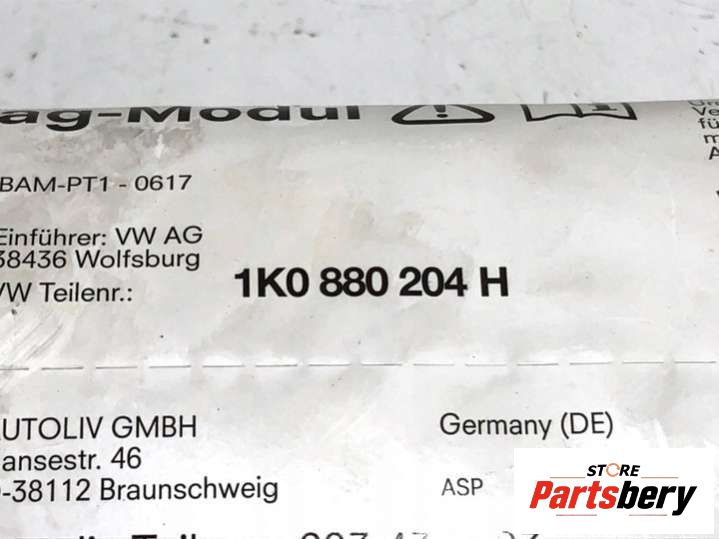 ag-Modul
BAM-PT1 - 0617
Einführer: VW AG
38436 Wolfsburg
VW Teilenr.: 1K0 880 204 H
AUTOLIV GMBH Germany (DE)
ansestr. 46
D-38112 Braunschweig ASP
STORE
Partsbery